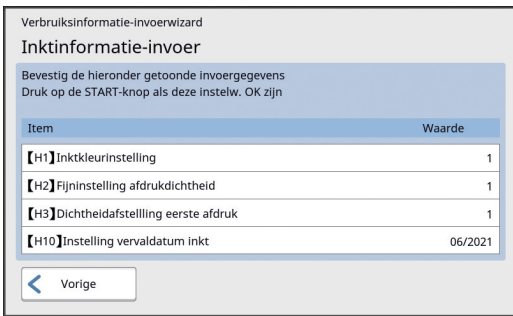 Verbruiksinformatie-invoerwizard
Inktinformatie-invoer
Bevestig de hieronder getoonde invoergegevens
Druk op de START-knop als deze instelw. OK zijn
Item Waarde
【H1】Inktkleurinstelling 1
【H2】Fijninstelling afdrukdichtheid 1
【H3】Dichtheidafstellling eerste afdruk 1
【H10】Instelling vervaldatum inkt 06/2021
Vorige